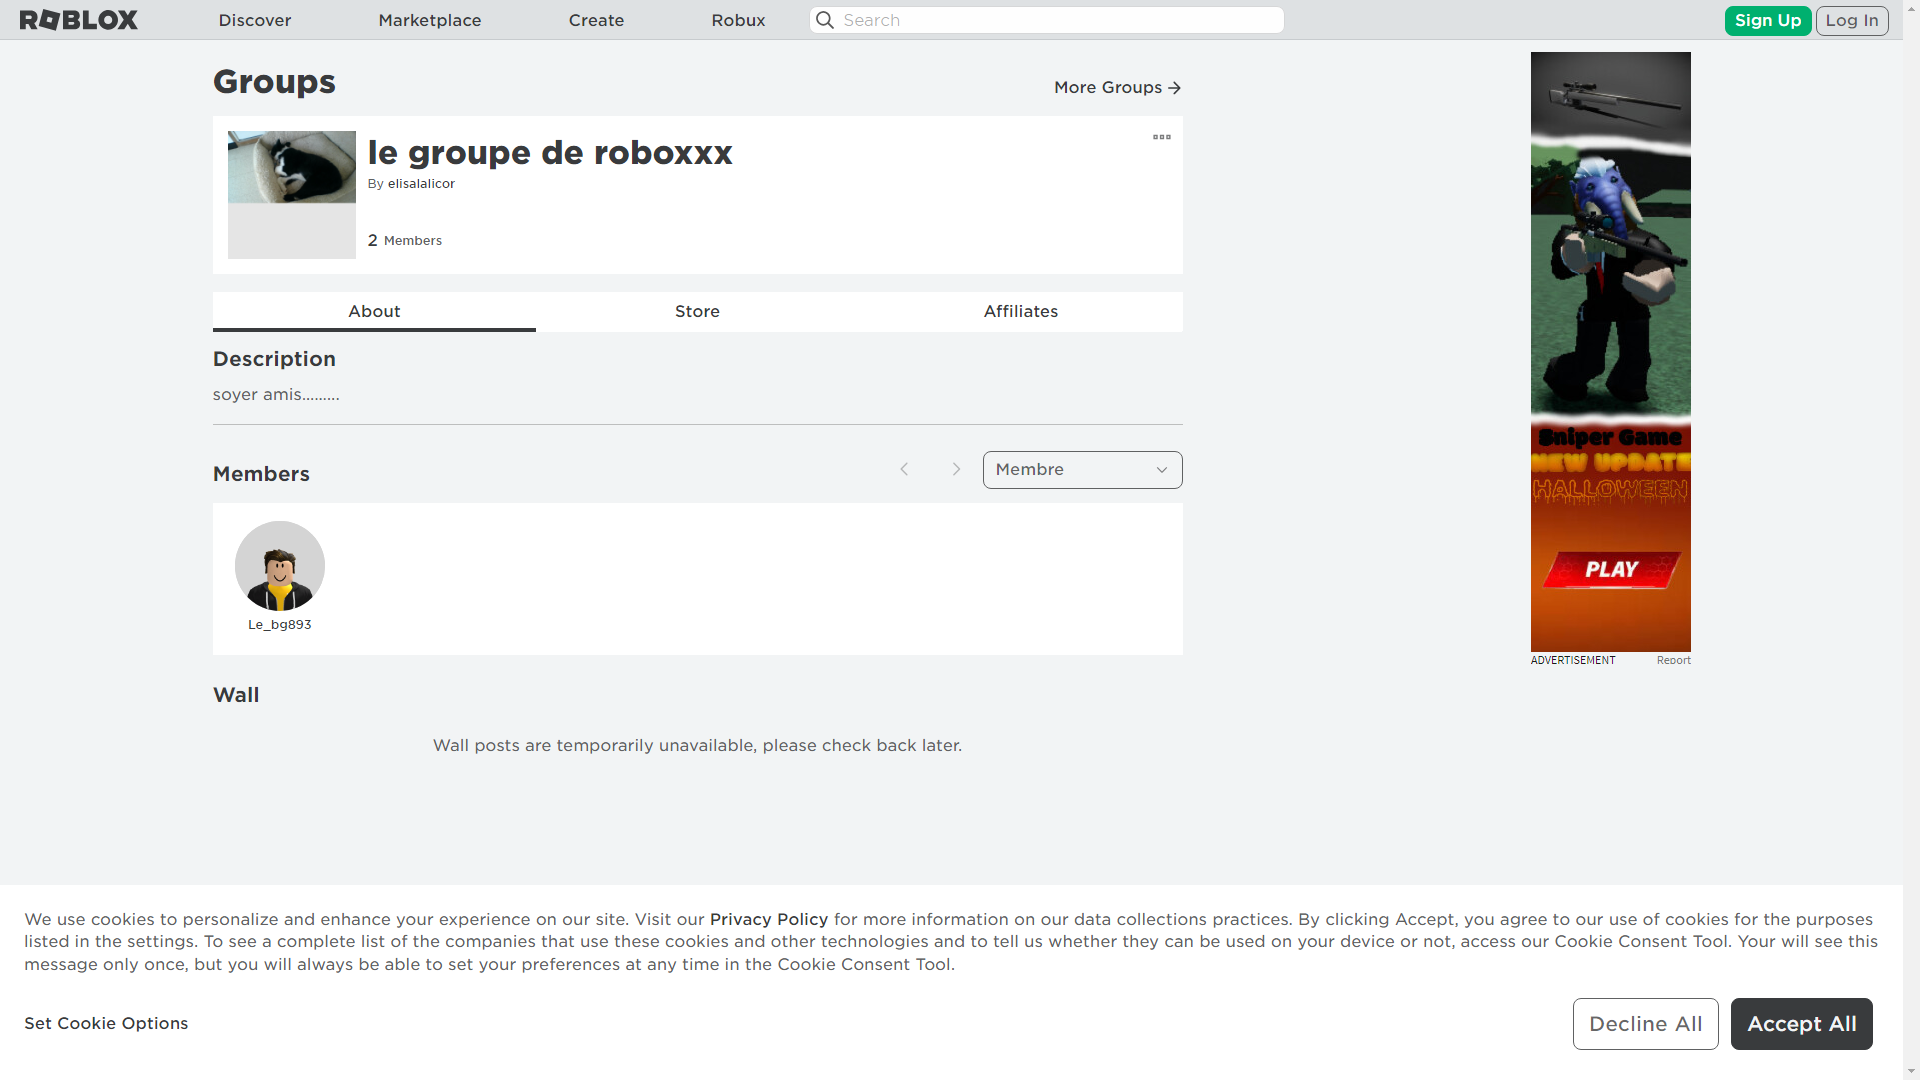 ROBLOX
Discover
Marketplace
Create
Robux
Search
Sign Up
Log In
Groups
More Groups
le groupe de roboxxx
By elisalalicor
2 Members
About
Store
Affiliates
Description
soyer amis.........
Members
Membre
Le_bg893
Wall
Wall posts are temporarily unavailable, please check back later.
Sniper Game
NEW UPDATE
HALLOWEEN
PLAY
ADVERTISEMENT
Report
We use cookies to personalize and enhance your experience on our site. Visit our Privacy Policy for more information on our data collections practices. By clicking Accept, you agree to our use of cookies for the purposes
listed in the settings. To see a complete list of the companies that use these cookies and other technologies and to tell us whether they can be used on your device or not, access our Cookie Consent Tool. Your will see this
message only once, but you will always be able to set your preferences at any time in the Cookie Consent Tool.
Set Cookie Options
Decline All
Accept All